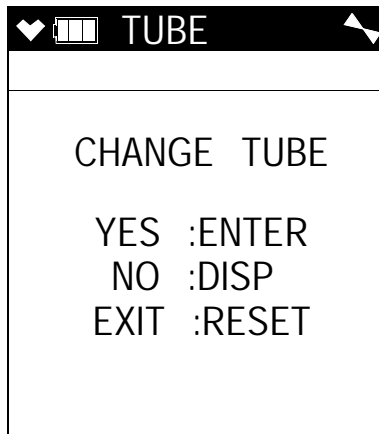 TUBE
CHANGE TUBE
YES :ENTER
NO :DISP
EXIT :RESET